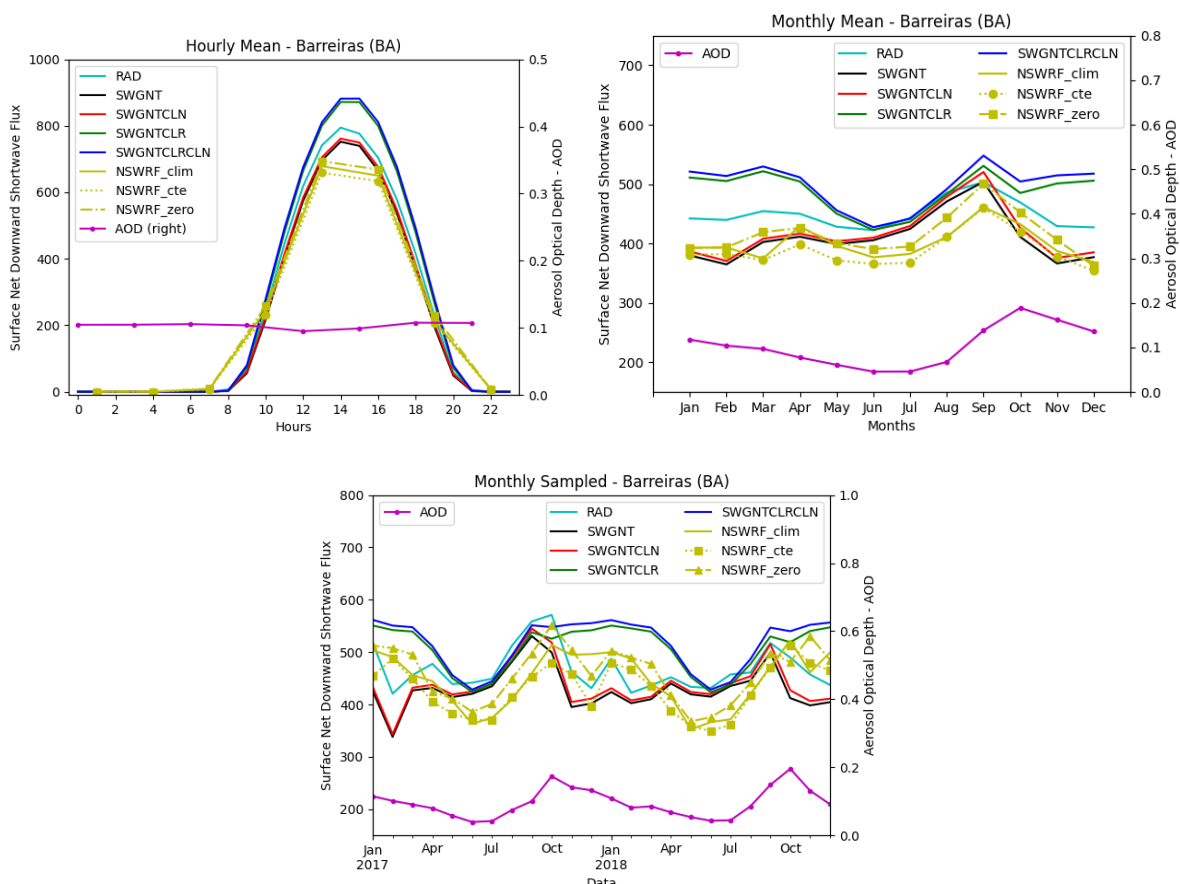 Hourly Mean - Barreiras (BA)
Surface Net Downward Shortwave Flux
1000
800
600
400
200
0
RAD
SWGNT
SWGNTCLN
SWGNTCLR
SWGNTCLRCLN
NSWRF_clim
NSWRF_cte
NSWRF_zero
AOD (right)
0.5
0.4
0.3
0.2
0.1
0.0
Aerosol Optical Depth - AOD
0 2 4 6 8 10 12 14 16 18 20 22
Hours
Monthly Mean - Barreiras (BA)
Surface Net Downward Shortwave Flux
700
600
500
400
300
200
AOD
RAD
SWGNT
SWGNTCLN
SWGNTCLR
SWGNTCLRCLN
NSWRF_clim
NSWRF_cte
NSWRF_zero
0.8
0.7
0.6
0.5
0.4
0.3
0.2
0.1
0.0
Aerosol Optical Depth - AOD
Jan Feb Mar Apr May Jun Jul Aug Sep Oct Nov Dec
Months
Monthly Sampled - Barreiras (BA)
Surface Net Downward Shortwave Flux
800
700
600
500
400
300
200
AOD
RAD
SWGNT
SWGNTCLN
SWGNTCLR
SWGNTCLRCLN
NSWRF_clim
NSWRF_cte
NSWRF_zero
1.0
0.8
0.6
0.4
0.2
0.0
Aerosol Optical Depth - AOD
Jan Apr Jul Oct Jan Apr Jul Oct
2017 2018
Data